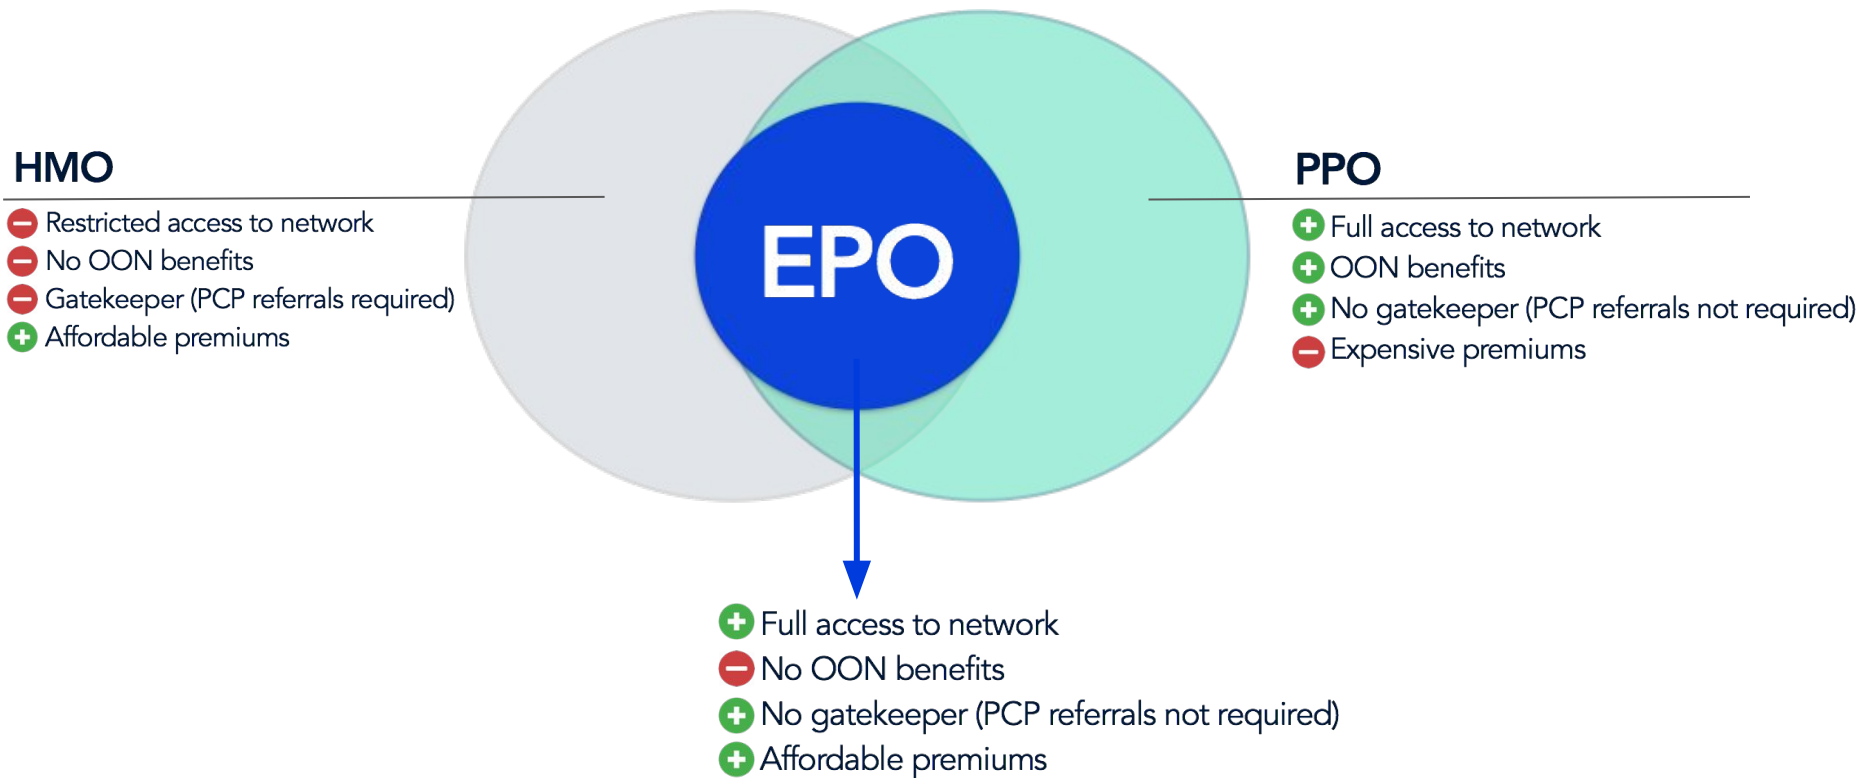 HMO
Restricted access to network
No OON benefits
Gatekeeper (PCP referrals required)
Affordable premiums
EPO
PPO
Full access to network
OON benefits
No gatekeeper (PCP referrals not required)
Expensive premiums
Full access to network
No OON benefits
No gatekeeper (PCP referrals not required)
Affordable premiums